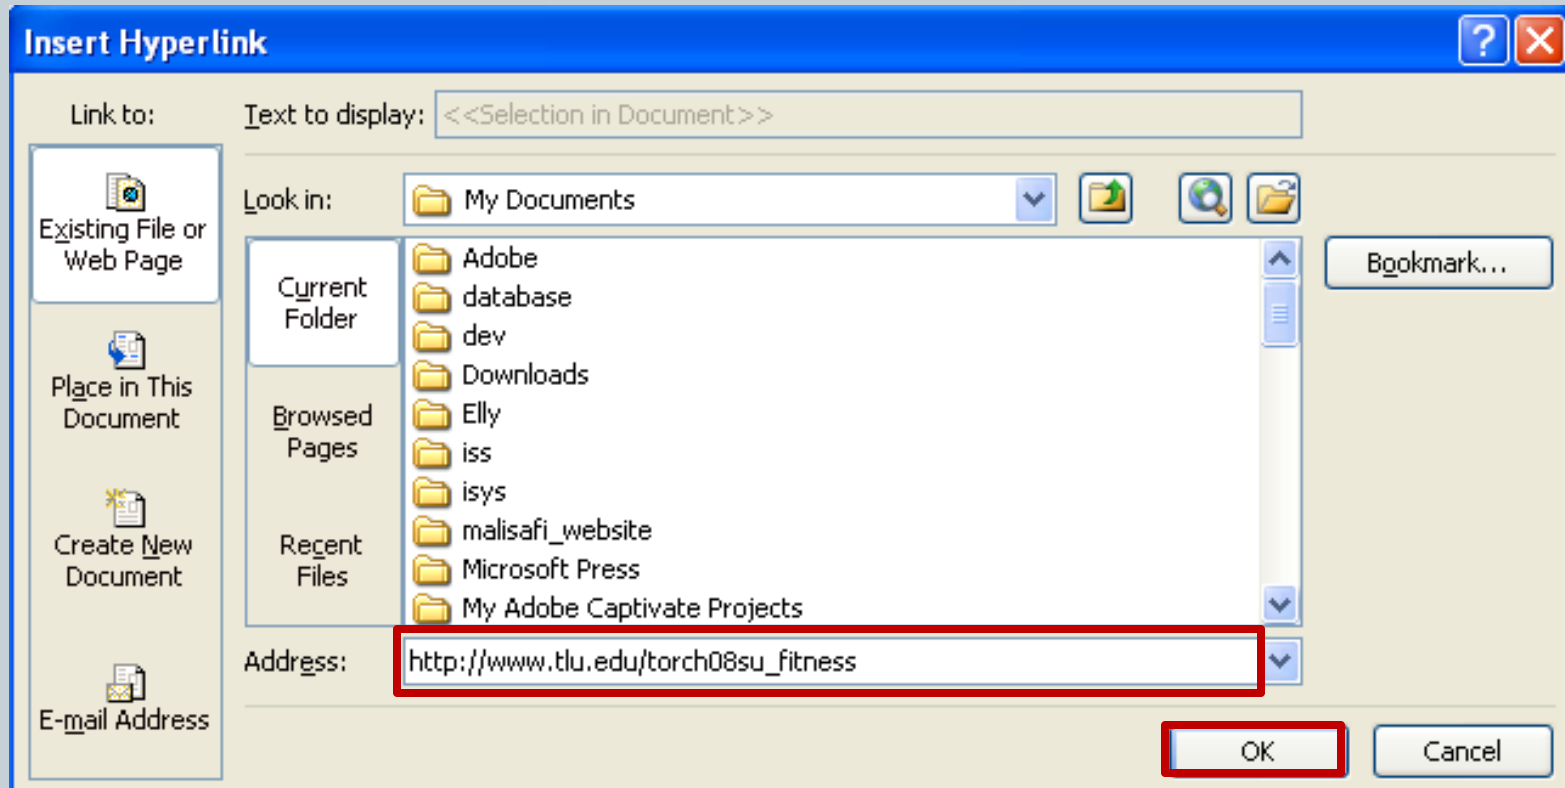 Insert Hyperlink
Link to:
Text to display: <<Selection in Document>>
Existing File or
Web Page
Place in This
Document
Create New
Document
E-mail Address
Look in: My Documents
Current
Folder
Browsed
Pages
Recent
Files
Adobe
database
dev
Downloads
Elly
iss
isys
malisafi_website
Microsoft Press
My Adobe Captivate Projects
Bookmark...
Address: http://www.tlu.edu/torch08su_fitness
OK
Cancel